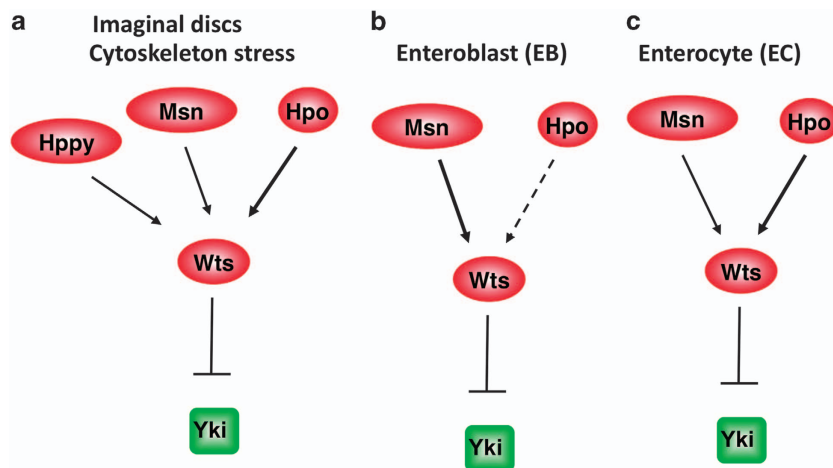 a
Imaginal discs
Cytoskeleton stress
Hppy
Msn
Hpo
Wts
Yki
b
Enteroblast (EB)
Msn
Hpo
Wts
Yki
c
Enterocyte (EC)
Msn
Hpo
Wts
Yki